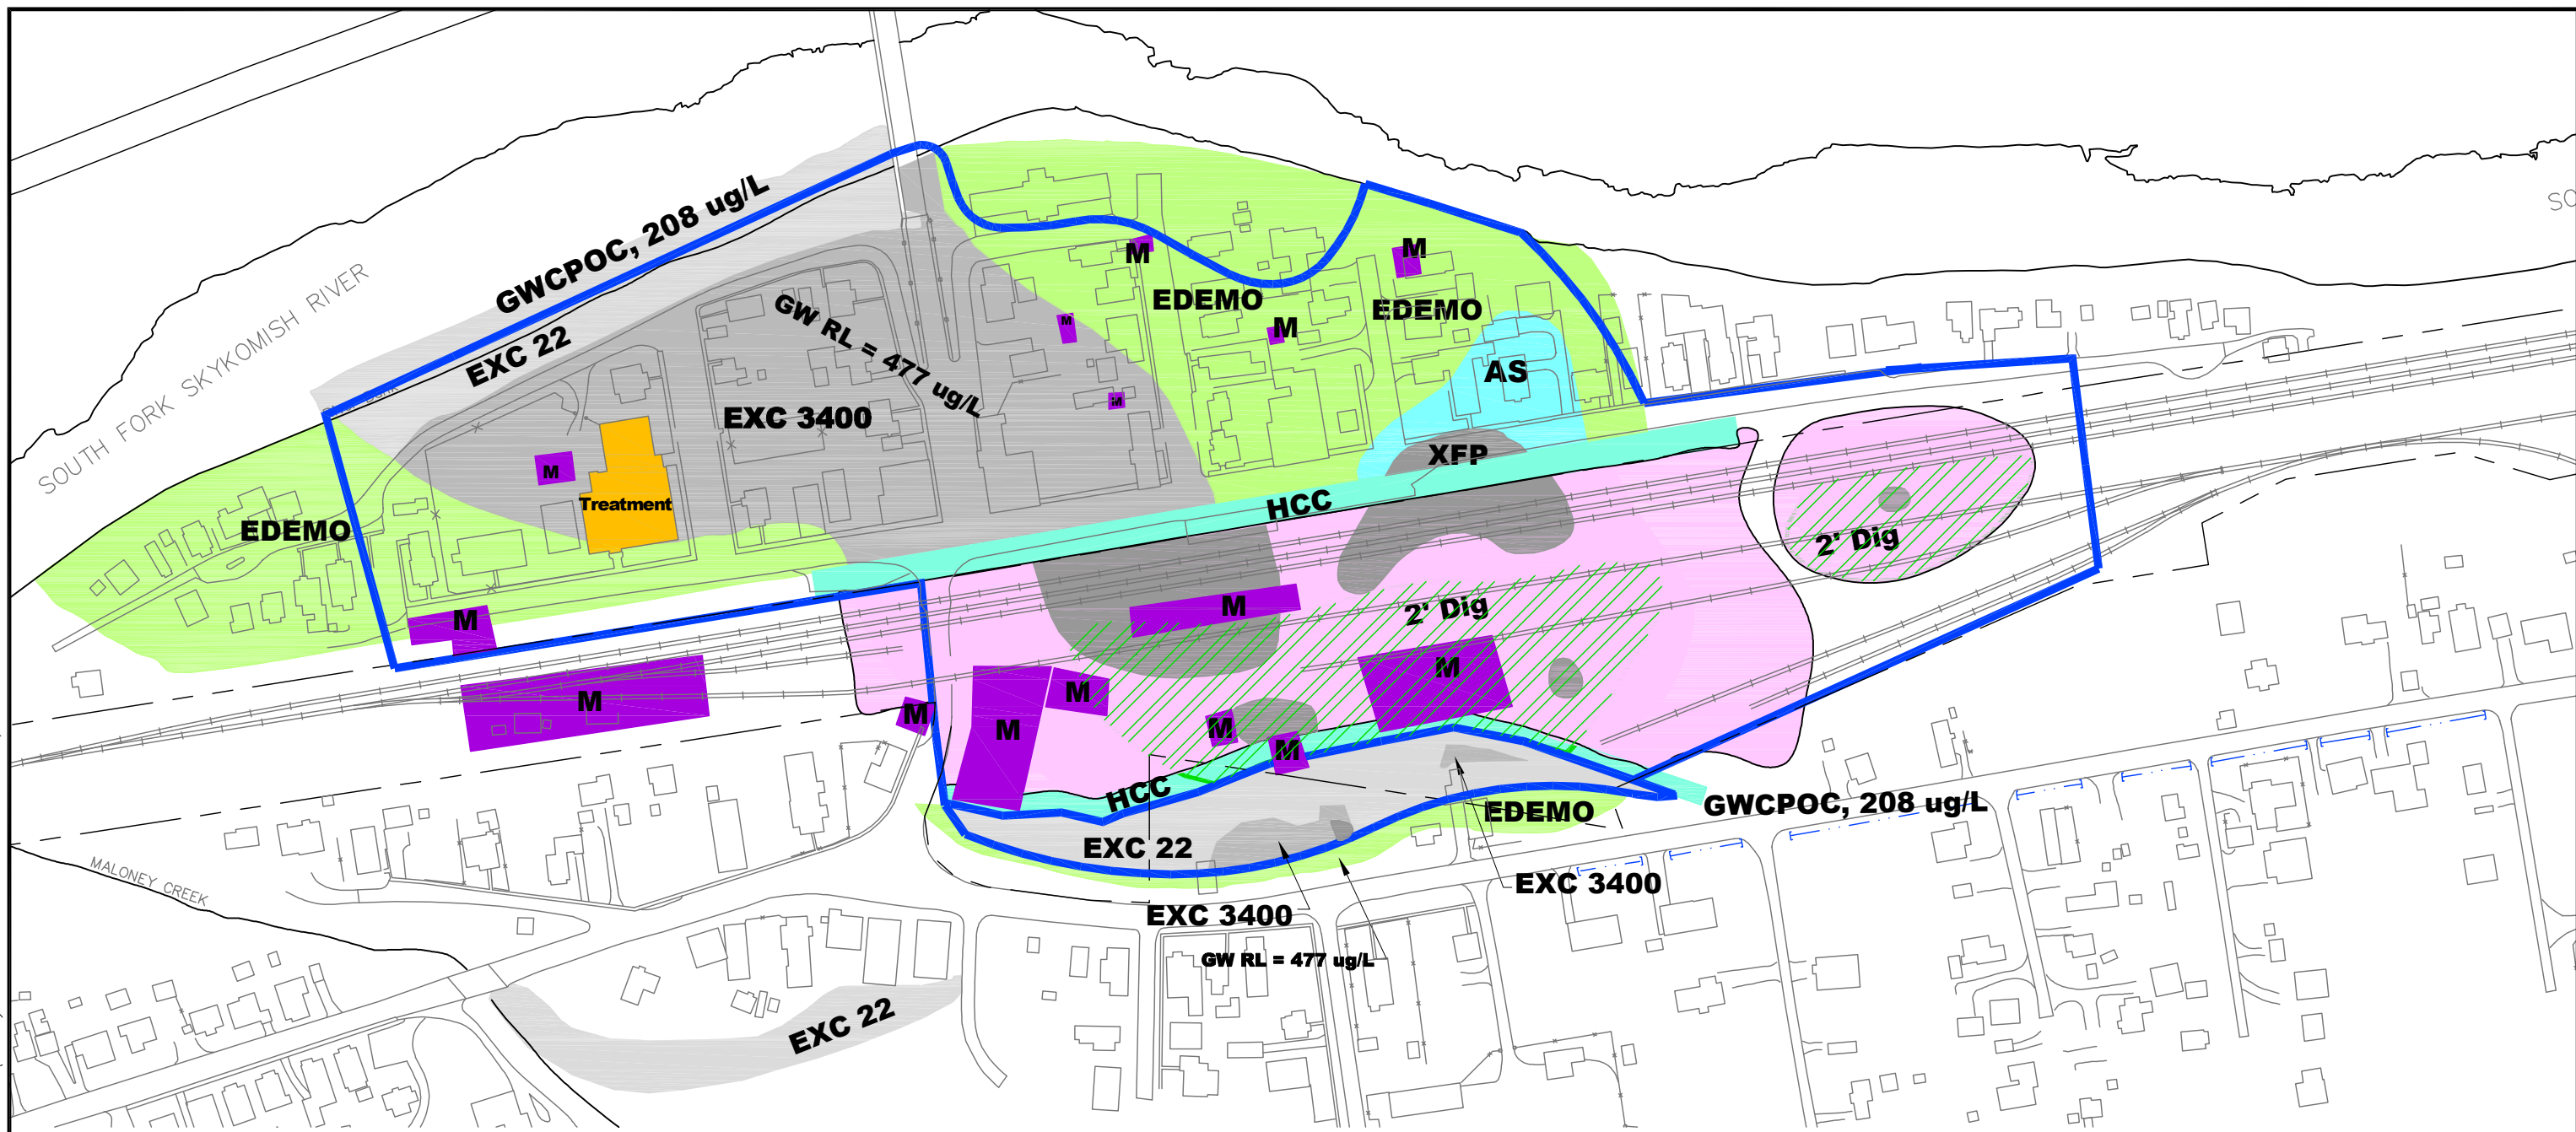 GWCPOC, 208 ug/L
SO
M
M
SOUTH FORK SKYKOMISH RIVER
EDEMO
EDEMO
GW RL = 477 ug/L
M
M
EXC 22
AS
M
EXC 3400
XFP
M
Treatment
HCC
EDEMO
2' Dig
M
2' Dig
M
M
M
M
M
M
M
M
M
HCC
EDEMO
GWCPOC, 208 ug/L
EXC 22
MALONEY CREEK
EXC 3400
EXC 3400
GW RL = 477 ug/L
EXC 22